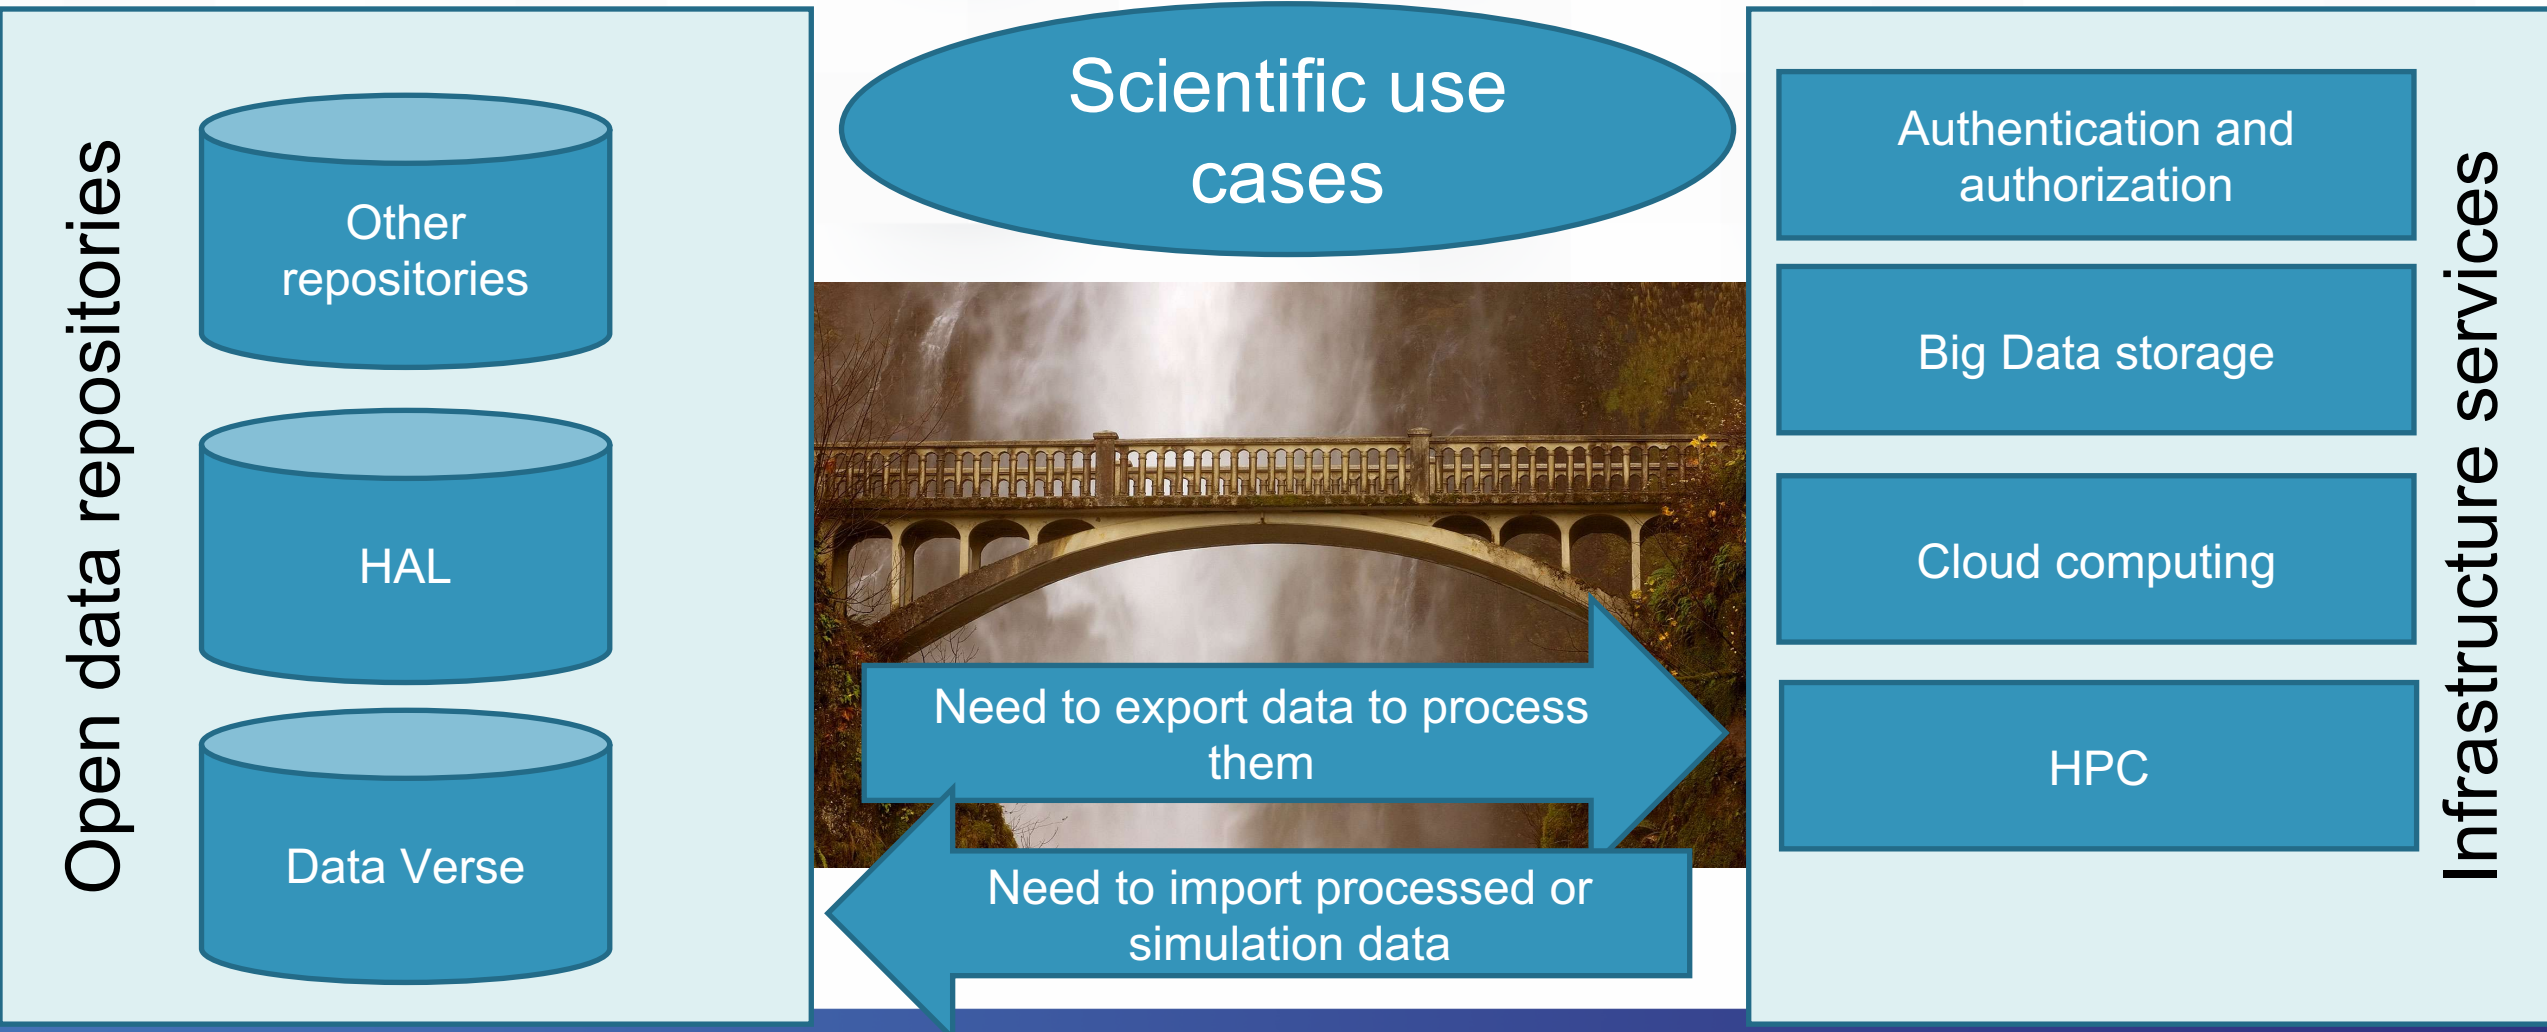 Open data repositories
Other
repositories
HAL
Data Verse
Scientific use
cases
Need to export data to process
them
Need to import processed or
simulation data
Authentication and
authorization
Big Data storage
Cloud computing
HPC
Infrastructure services